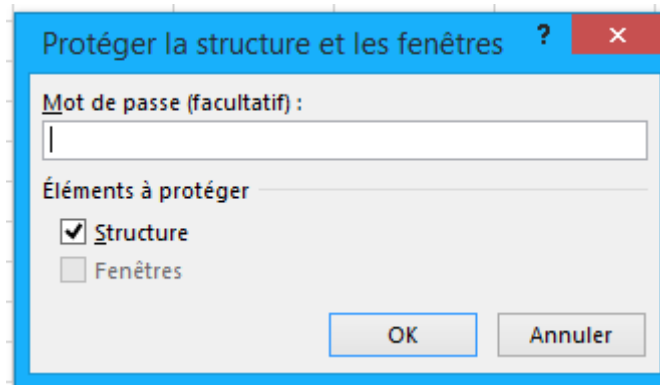 Protéger la structure et les fenêtres ? ×
Mot de passe (facultatif) :
Éléments à protéger
Structure
Fenêtres
OK Annuler